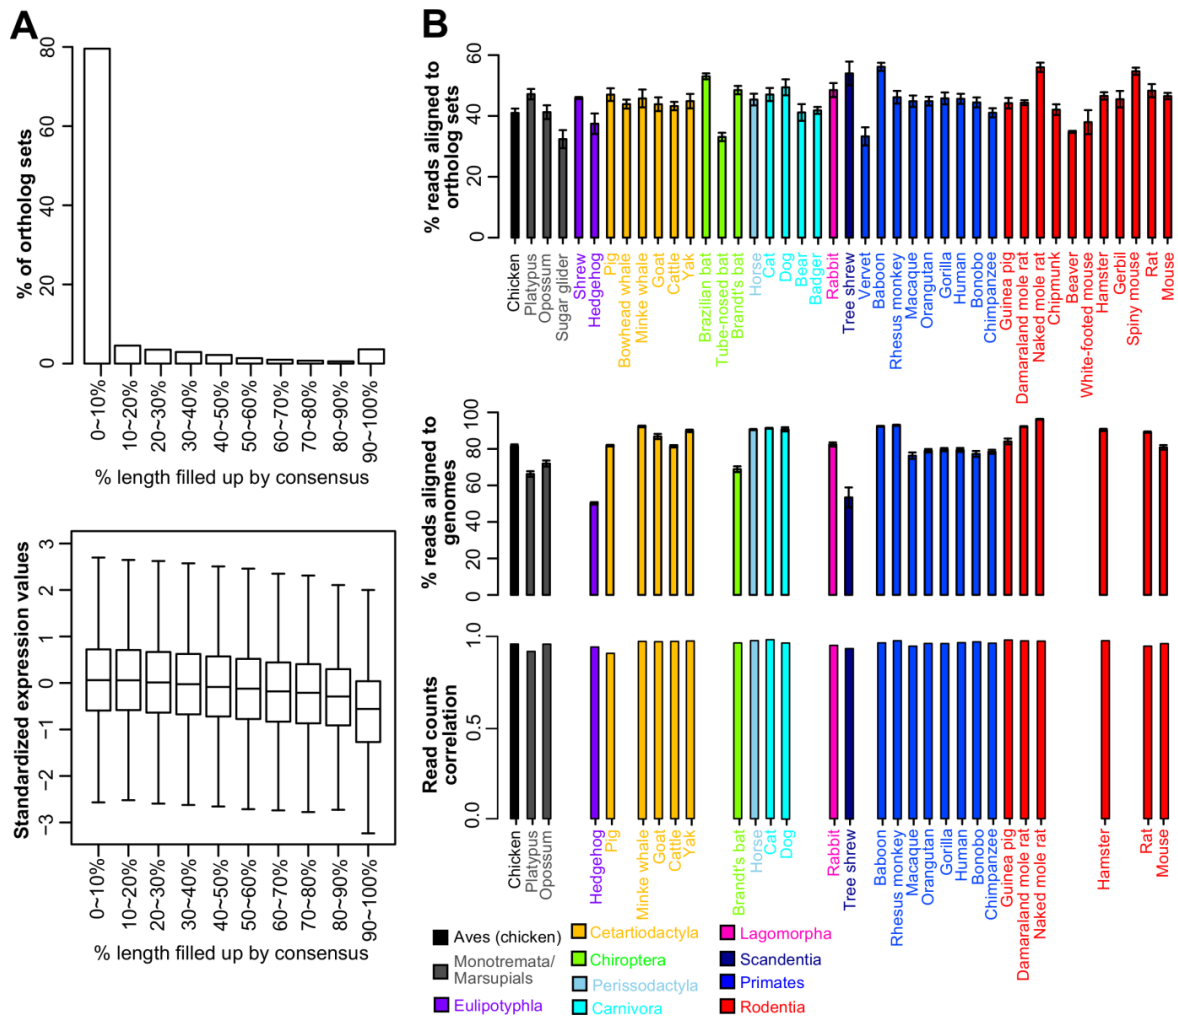 A
% of ortholog sets
80
60
40
20
0
0~10%
10~20%
20~30%
30~40%
40~50%
50~60%
60~70%
70~80%
80~90%
90~100%
% length filled up by consensus
Standardized expression values
3
2
1
0
−1
−2
−3
0~10%
10~20%
20~30%
30~40%
40~50%
50~60%
60~70%
70~80%
80~90%
90~100%
% length filled up by consensus
B
% reads aligned to
ortholog sets
60
40
20
0
Chicken
Platypus
Opossum
Sugar glider
Shrew
Hedgehog
Pig
Bowhead whale
Minke whale
Goat
Cattle
Yak
Brazilian bat
Tube-nosed bat
Brandt's bat
Horse
Cat
Dog
Bear
Badger
Rabbit
Tree shrew
Vervet
Baboon
Rhesus monkey
Macaque
Orangutan
Gorilla
Human
Bonobo
Chimpanzee
Guinea pig
Damaraland mole rat
Naked mole rat
Chipmunk
Beaver
White-footed mouse
Hamster
Gerbil
Spiny mouse
Rat
Mouse
% reads aligned to
genomes
100
80
60
40
20
0
Read counts
correlation
1.0
0.5
0.0
Chicken
Platypus
Opossum
Hedgehog
Pig
Minke whale
Goat
Cattle
Yak
Brandt's bat
Horse
Cat
Dog
Rabbit
Tree shrew
Baboon
Rhesus monkey
Macaque
Orangutan
Gorilla
Human
Bonobo
Chimpanzee
Guinea pig
Damaraland mole rat
Naked mole rat
Hamster
Rat
Mouse
Aves (chicken)
Monotremata/
Marsupials
Eulipotyphla
Cetartiodactyla
Chiroptera
Perissodactyla
Carnivora
Lagomorpha
Scandentia
Primates
Rodentia